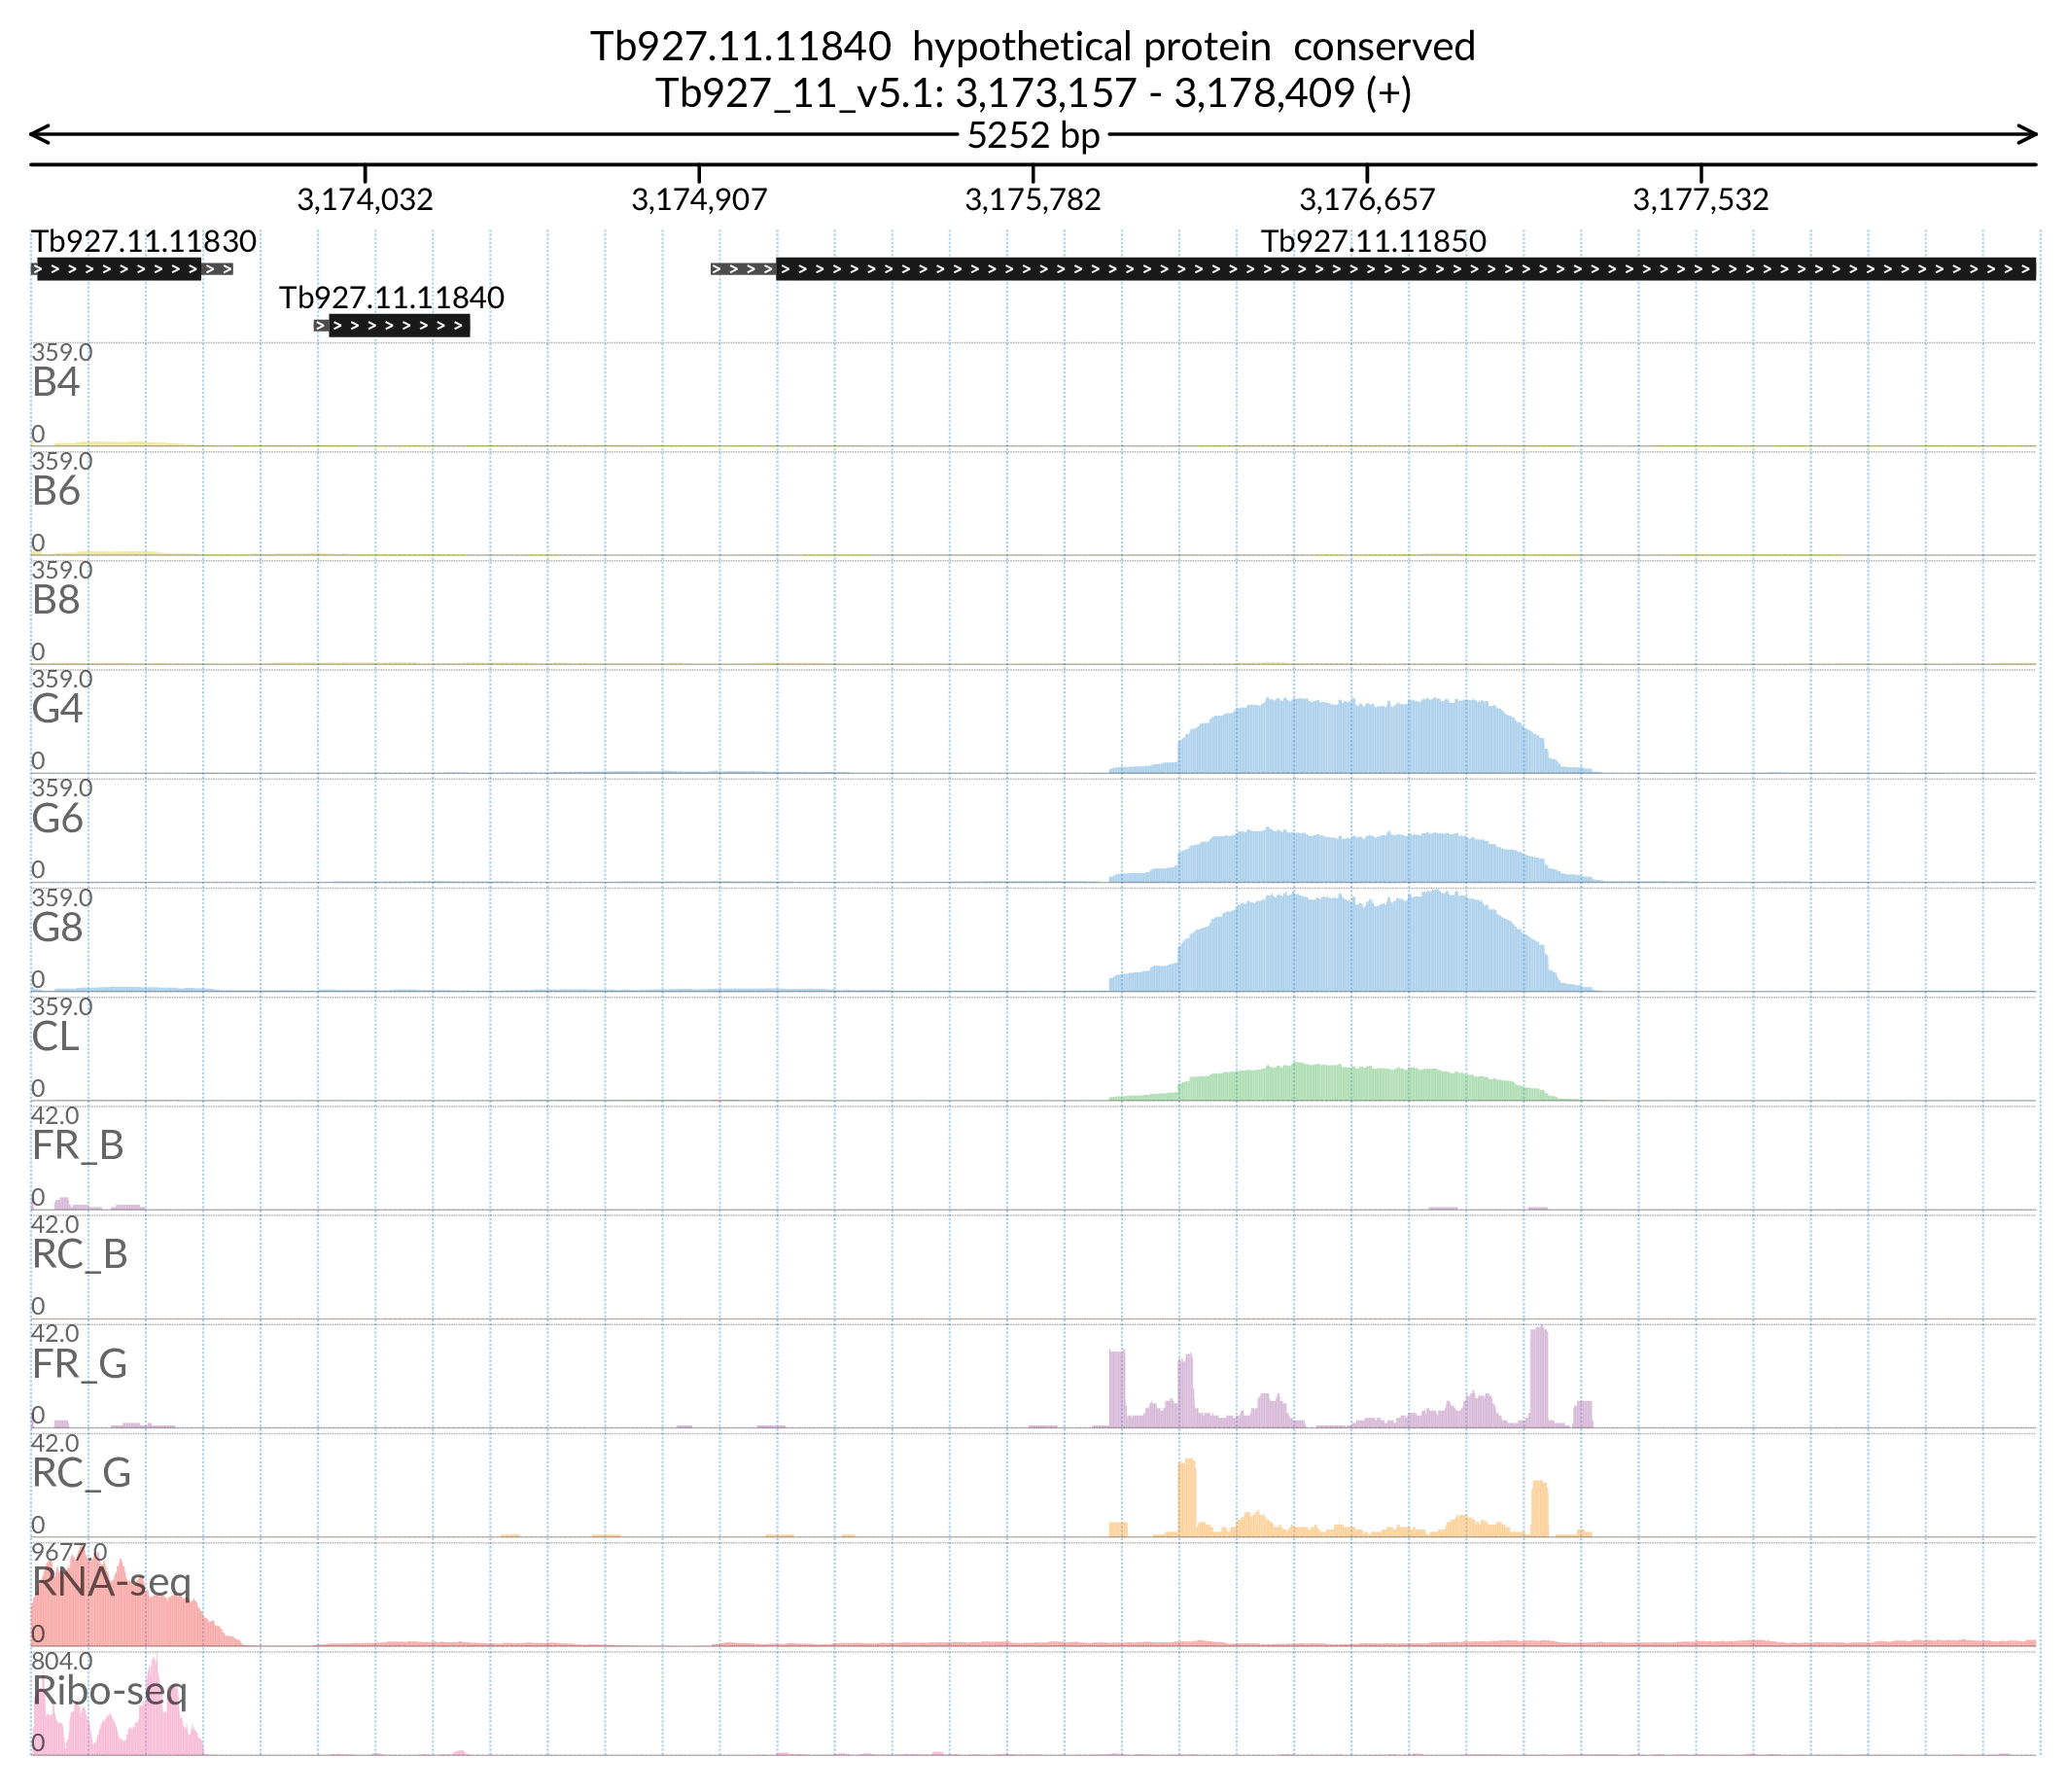 Tb927.11.11840 hypothetical protein conserved
Tb927_11_v5.1: 3,173,157 - 3,178,409 (+)
5252 bp
3,174,032 3,174,907 3,175,782 3,176,657 3,177,532
Tb927.11.11830 Tb927.11.11850
Tb927.11.11840
359.0
B4
0
359.0
B6
0
359.0
B8
0
359.0
G4
0
359.0
G6
0
359.0
G8
0
359.0
CL
0
42.0
FR_B
0
42.0
RC_B
0
42.0
FR_G
0
42.0
RC_G
0
9677.0
RNA-seq
0
804.0
Ribo-seq
0